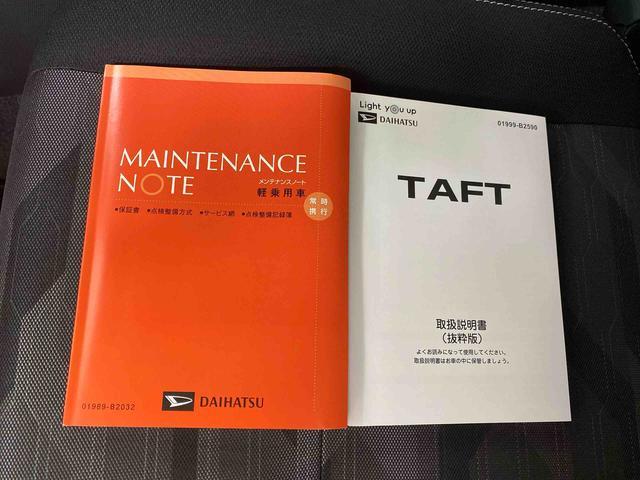 MAINTENANCE
NOTE
メンテナンスノート
軽乗用車
常時
携行
●保証書 ●点検整備方式 ●サービス網 ●点検整備記録簿
DAIHATSU
01989-B2032
Light you up
DAIHATSU
01999-B2590
TAFT
取扱説明書
(抜粋版)
よくお読みになって使用してください。
取扱説明書はお車の中に保管しましょう。